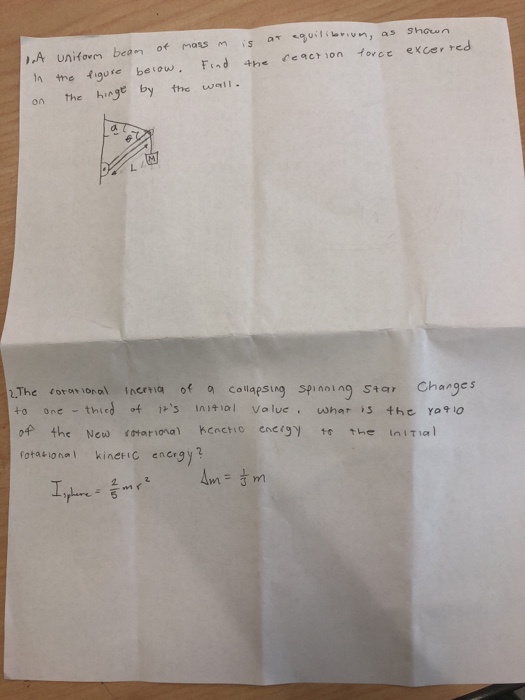 1.A uniform beam of mass m is at equilibrium, as shown
in the figure below. Find the reaction force excerted
on the hinge by the wall.
a
L
M
2.The rotational inertia of a collapsing spinning star changes
to one-third of it's initial value. What is the ratio
of the new rotational kenetic energy to the initial
rotational kinetic energy?
I sphere = 2/5 mr² Δm = 1/3 m